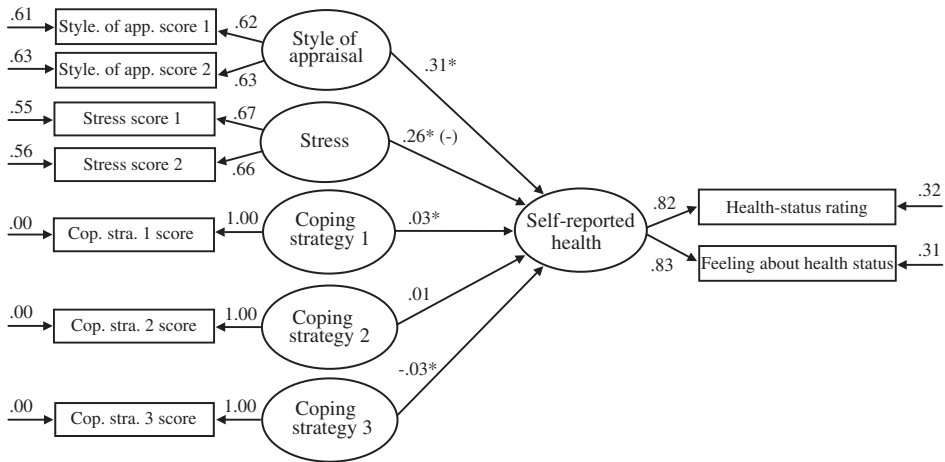 .61
Style. of app. score 1
.62
Style of
appraisal
.63
Style. of app. score 2
.63
.31*
.55
Stress score 1
.67
Stress
.26* (-)
.56
Stress score 2
.66
.00
Cop. stra. 1 score
1.00
Coping
strategy 1
.03*
Self-reported
health
.82
Health-status rating
.32
.83
Feeling about health status
.31
.00
Cop. stra. 2 score
1.00
Coping
strategy 2
.01
.00
Cop. stra. 3 score
1.00
Coping
strategy 3
-.03*